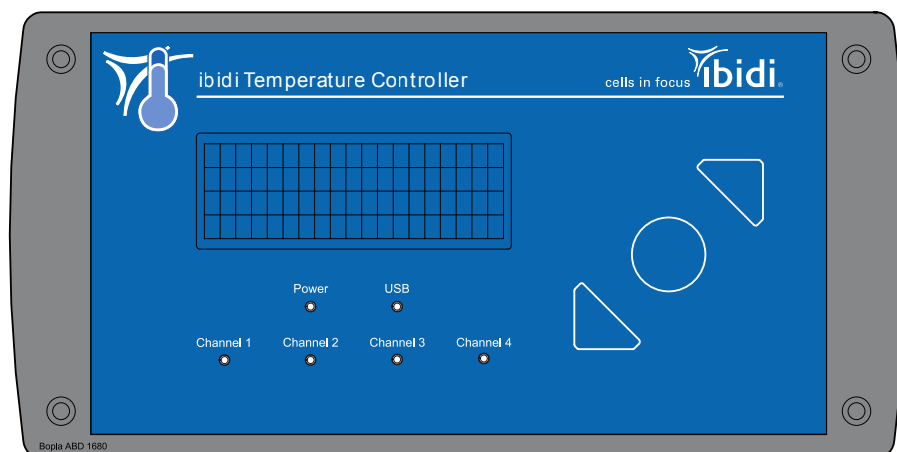 ibidi Temperature Controller
cells in focus ibidi®
Power USB
Channel 1 Channel 2 Channel 3 Channel 4
Bopla ABD 1680